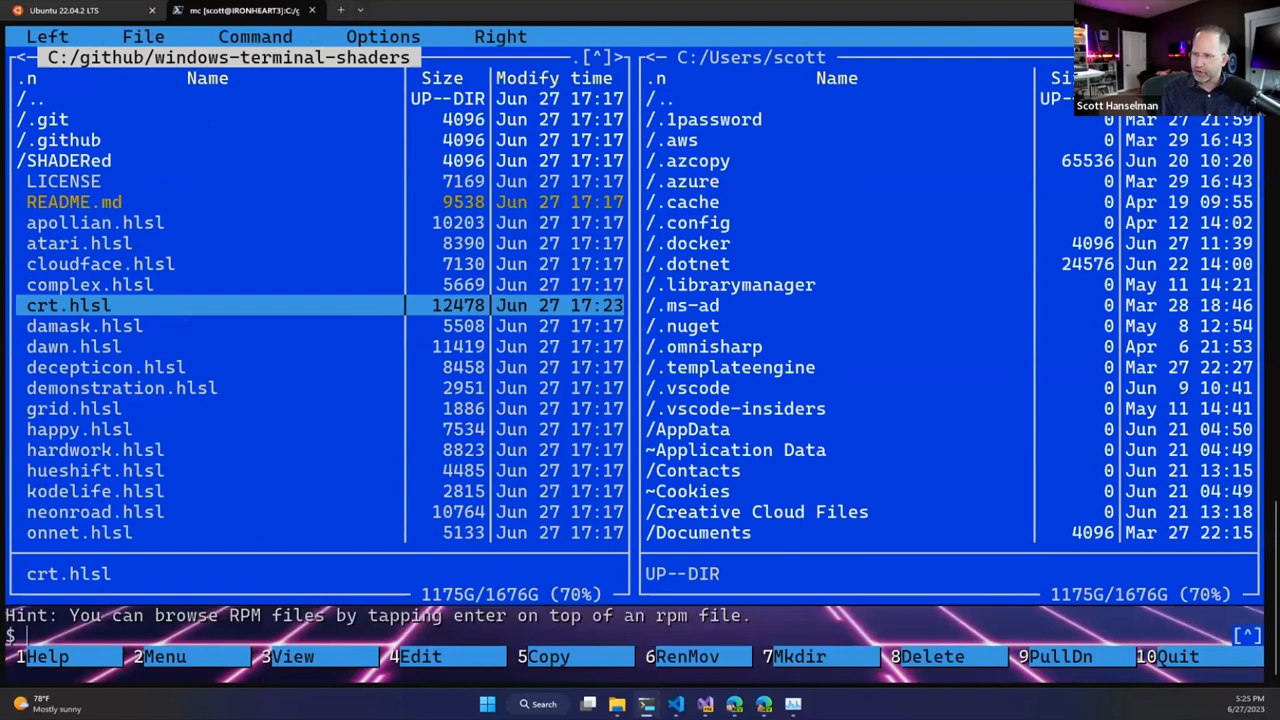 Ubuntu 22.04.2 LTS
mc [scott@IRONHEART3]:C:/g
Left File Command Options Right
<─ C:/github/windows-terminal-shaders .[^]>
.n Name Size Modify time
/.. UP--DIR Jun 27 17:17
/.git 4096 Jun 27 17:17
/.github 4096 Jun 27 17:17
/SHADERed 4096 Jun 27 17:17
LICENSE 7169 Jun 27 17:17
README.md 9538 Jun 27 17:17
apollian.hlsl 10203 Jun 27 17:17
atari.hlsl 8390 Jun 27 17:17
cloudface.hlsl 7130 Jun 27 17:17
complex.hlsl 5669 Jun 27 17:17
crt.hlsl 12478 Jun 27 17:23
damask.hlsl 5508 Jun 27 17:17
dawn.hlsl 11419 Jun 27 17:17
decepticon.hlsl 8458 Jun 27 17:17
demonstration.hlsl 2951 Jun 27 17:17
grid.hlsl 1886 Jun 27 17:17
happy.hlsl 7534 Jun 27 17:17
hardwork.hlsl 8823 Jun 27 17:17
hueshift.hlsl 4485 Jun 27 17:17
kodelife.hlsl 2815 Jun 27 17:17
neonroad.hlsl 10764 Jun 27 17:17
onnet.hlsl 5133 Jun 27 17:17
crt.hlsl
1175G/1676G (70%)
<─ C:/Users/scott
.n Name Si
/.. UP--
/.1password 0 Mar 27 21:59
/.aws 0 Mar 29 16:43
/.azcopy 65536 Jun 20 10:20
/.azure 0 Mar 29 16:43
/.cache 0 Apr 19 09:55
/.config 0 Apr 12 14:02
/.docker 4096 Jun 27 11:39
/.dotnet 24576 Jun 22 14:00
/.librarymanager 0 May 11 14:21
/.ms-ad 0 Mar 28 18:46
/.nuget 0 May 8 12:54
/.omnisharp 0 Apr 6 21:53
/.templateengine 0 Mar 27 22:27
/.vscode 0 Jun 9 10:41
/.vscode-insiders 0 May 11 14:41
/AppData 0 Jun 21 04:50
~Application Data 0 Jun 21 04:49
/Contacts 0 Jun 21 13:15
~Cookies 0 Jun 21 04:49
/Creative Cloud Files 0 Jun 21 13:18
/Documents 4096 Mar 27 22:15
UP--DIR
1175G/1676G (70%)
Scott Hanselman
Hint: You can browse RPM files by tapping enter on top of an rpm file.
$ [^]
1Help 2Menu 3View 4Edit 5Copy 6RenMov 7Mkdir 8Delete 9PullDn 10Quit
78°F
Mostly sunny
Search
5:25 PM
6/27/2023